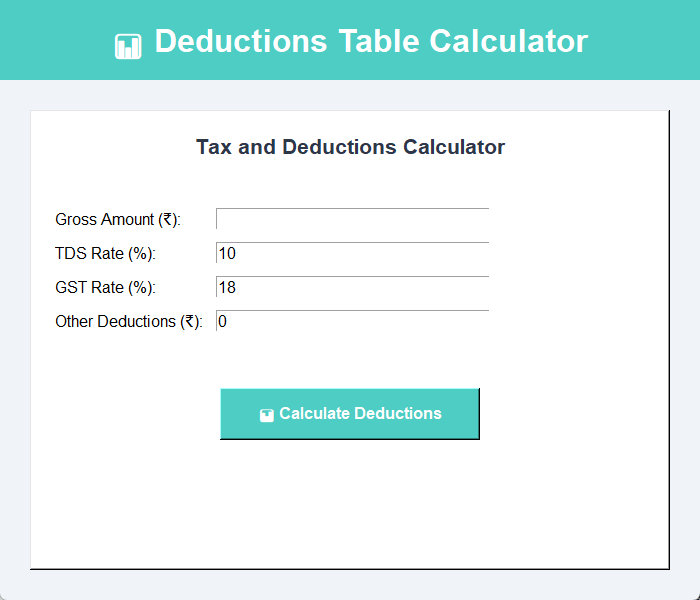 Deductions Table Calculator
Tax and Deductions Calculator
Gross Amount (₹):
TDS Rate (%): 10
GST Rate (%): 18
Other Deductions (₹): 0
Calculate Deductions